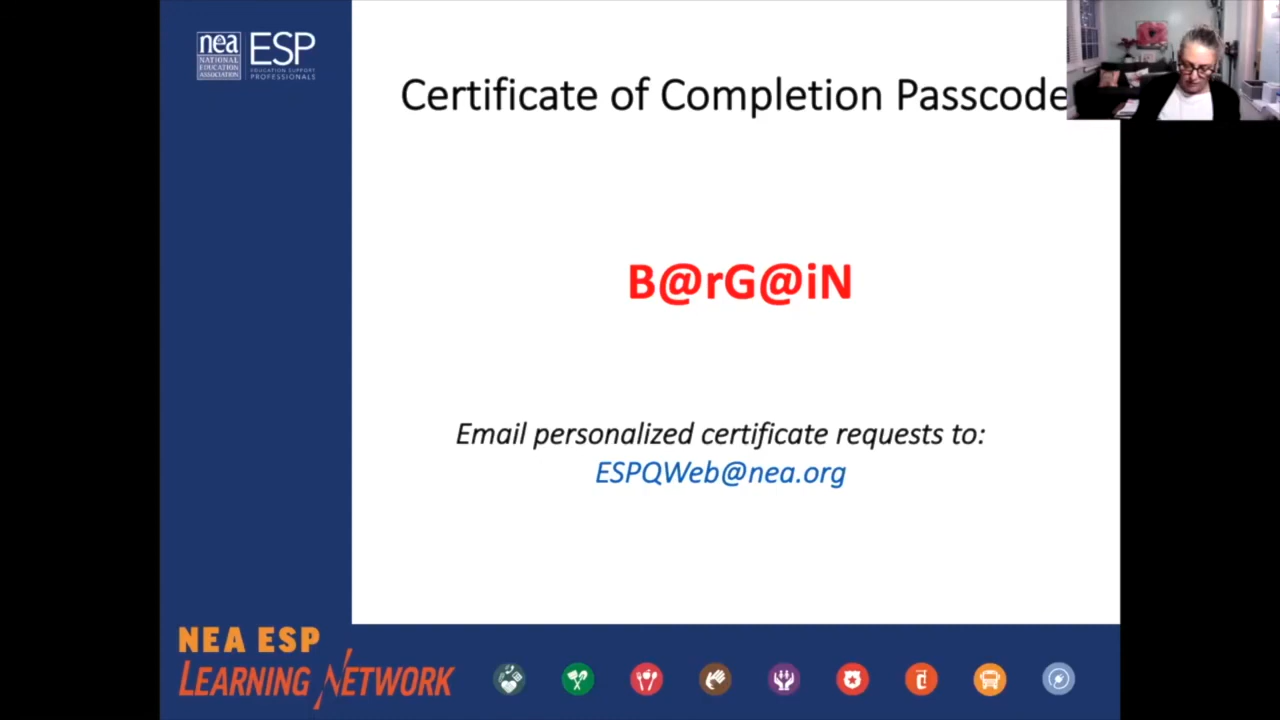 nea
NATIONAL
EDUCATION
ASSOCIATION
ESP
EDUCATION SUPPORT
PROFESSIONALS
Certificate of Completion Passcode
B@rG@iN
Email personalized certificate requests to:
ESPQWeb@nea.org
NEA ESP
LEARNING NETWORK